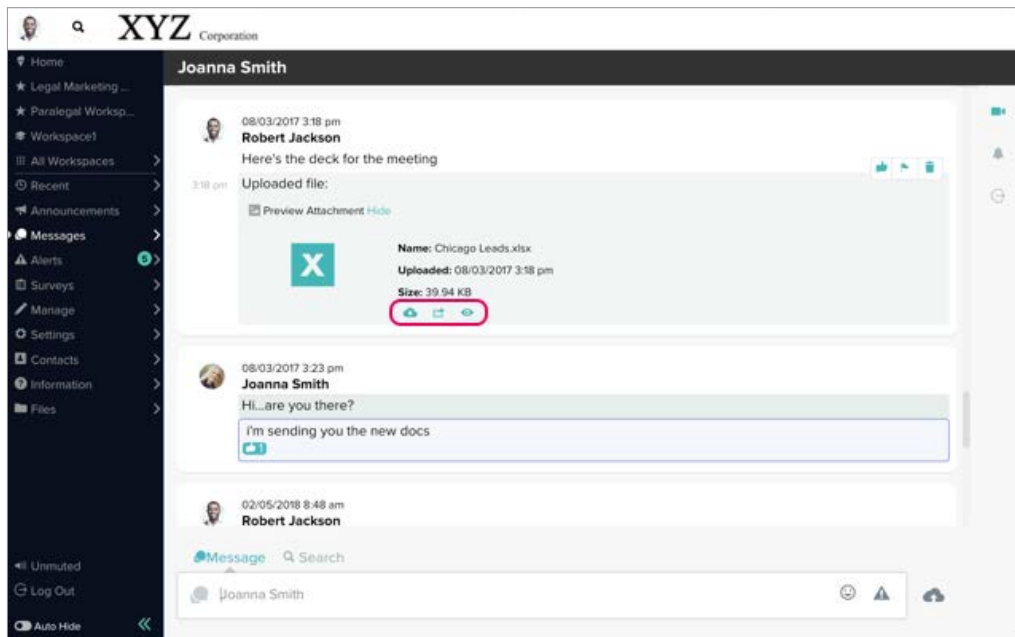 XYZ Corporation
Home
Legal Marketing ...
Paralegal Worksp...
Workspace1
All Workspaces
Recent
Announcements
Messages
Alerts 5
Surveys
Manage
Settings
Contacts
Information
Files
Unmuted
Log Out
Auto Hide
Joanna Smith
08/03/2017 3:18 pm
Robert Jackson
Here's the deck for the meeting
3:18 pm Uploaded file:
Preview Attachment Hide
X
Name: Chicago Leads.xlsx
Uploaded: 08/03/2017 3:18 pm
Size: 39.94 KB
08/03/2017 3:23 pm
Joanna Smith
Hi...are you there?
i'm sending you the new docs
1
02/05/2018 8:48 am
Robert Jackson
Message Search
Joanna Smith